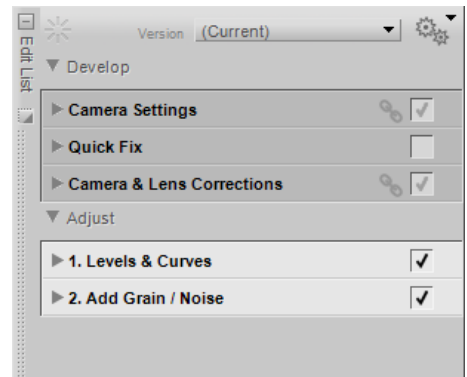 Edit List
Version (Current)
Develop
Camera Settings
Quick Fix
Camera & Lens Corrections
Adjust
1. Levels & Curves
2. Add Grain / Noise